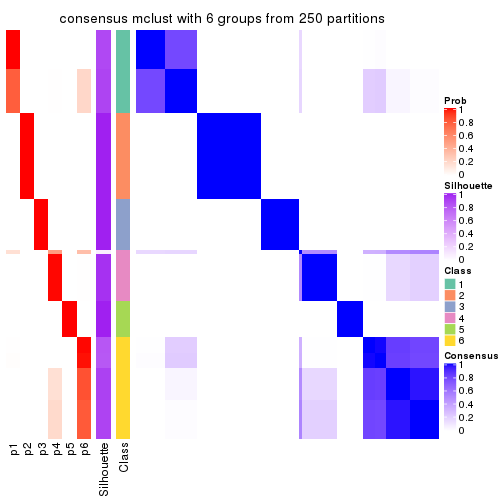 consensus mclust with 6 groups from 250 partitions
Prob
1
0.8
0.6
0.4
0.2
0
Silhouette
1
0.8
0.6
0.4
0.2
0
Class
1
2
3
4
5
6
Consensus
1
0.8
0.6
0.4
0.2
0
p1
p2
p3
p4
p5
p6
Silhouette
Class